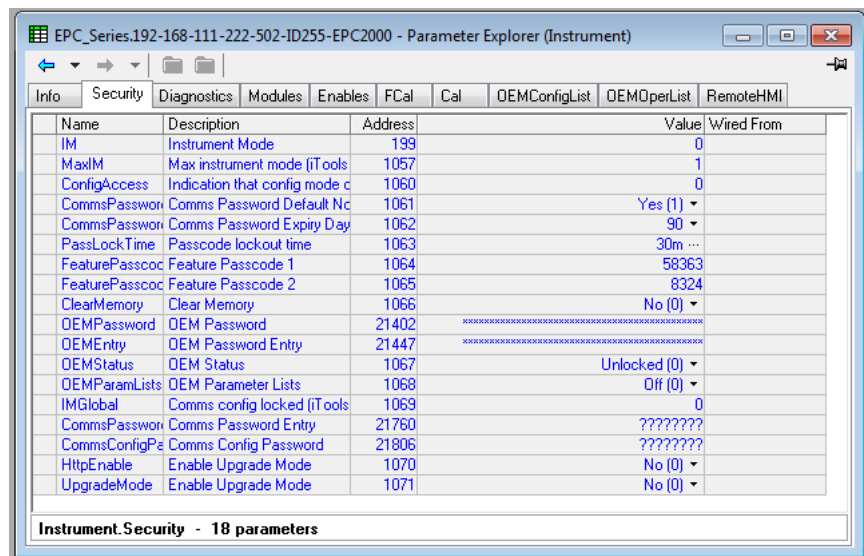 EPC_Series.192-168-111-222-502-ID255-EPC2000 - Parameter Explorer (Instrument)
Info Security Diagnostics Modules Enables FCal Cal OEMConfigList OEMOperList RemoteHMI
Name Description Address Value Wired From
IM Instrument Mode 199 0
MaxIM Max instrument mode (iTools 1057 1
ConfigAccess Indication that config mode c 1060 0
CommsPassword Comms Password Default Nc 1061 Yes (1)
CommsPassword Comms Password Expiry Day 1062 90
PassLockTime Passcode lockout time 1063 30m ...
FeaturePasscoc Feature Passcode 1 1064 58363
FeaturePasscoc Feature Passcode 2 1065 8324
ClearMemory Clear Memory 1066 No (0)
OEMPassword OEM Password 21402
OEMEntry OEM Password Entry 21447
OEMStatus OEM Status 1067 Unlocked (0)
OEMParamLists OEM Parameter Lists 1068 Off (0)
IMGlobal Comms config locked (iTools 1069 0
CommsPassword Comms Password Entry 21760 ????????
CommsConfigPa Comms Config Password 21806 ????????
HttpEnable Enable Upgrade Mode 1070 No (0)
UpgradeMode Enable Upgrade Mode 1071 No (0)
Instrument.Security - 18 parameters